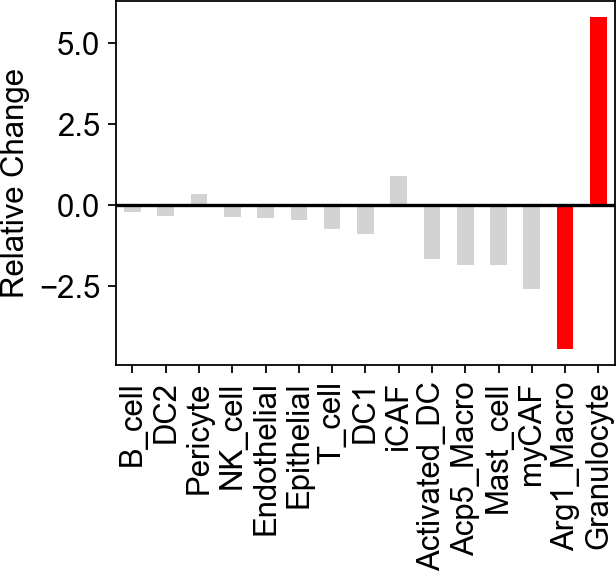 Relative Change
5.0
2.5
0.0
−2.5
B_cell
DC2
Pericyte
NK_cell
Endothelial
Epithelial
T_cell
DC1
iCAF
Activated_DC
Acp5_Macro
Mast_cell
myCAF
Arg1_Macro
Granulocyte